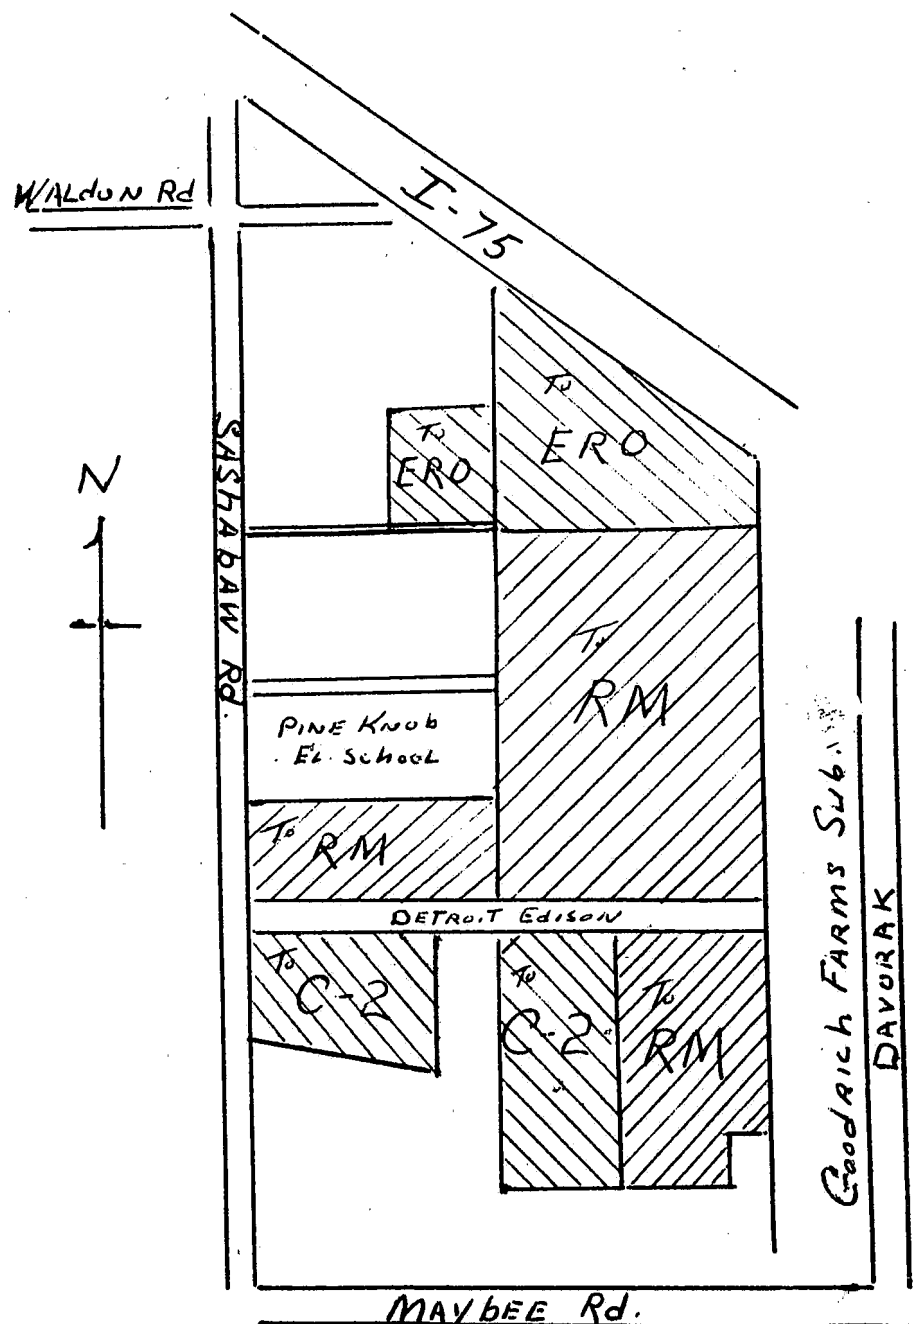 WALdON Rd
I-75
To
ERO
To
ERO
N
SAShAbAW Rd.
To
RM
PINE KNob
EL. School
To
RM
DETROIT EdISON
To
C-2
To
C-2
To
RM
GoodRich FARMS Sub.
DAVORAK
MAYbEE Rd.